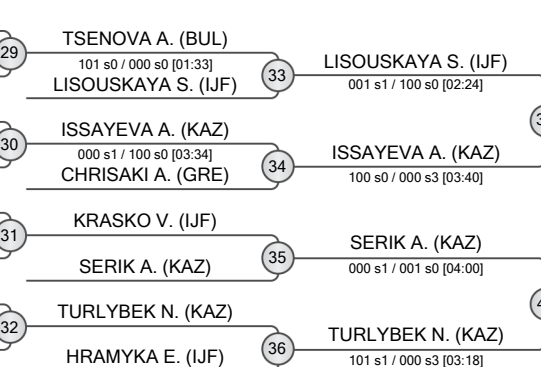 TSENOVA A. (BUL)
29
101 s0 / 000 s0 [01:33]
LISOUSKAYA S. (IJF)
33
LISOUSKAYA S. (IJF)
001 s1 / 100 s0 [02:24]
ISSAYEVA A. (KAZ)
30
000 s1 / 100 s0 [03:34]
CHRISAKI A. (GRE)
34
ISSAYEVA A. (KAZ)
100 s0 / 000 s3 [03:40]
KRASKO V. (IJF)
31
SERIK A. (KAZ)
35
SERIK A. (KAZ)
000 s1 / 001 s0 [04:00]
TURLYBEK N. (KAZ)
32
HRAMYKA E. (IJF)
36
TURLYBEK N. (KAZ)
101 s1 / 000 s3 [03:18]